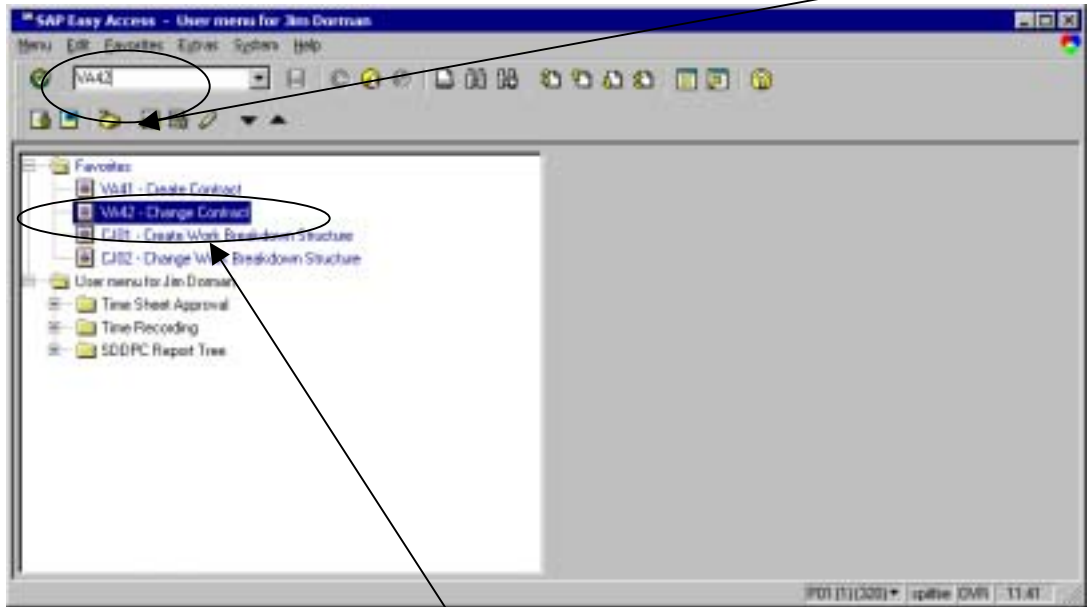 SAP Easy Access - User menu for Jim Dorman
Menu Edit Favorites Extras System Help
VA42
Favorites
VA41 - Create Contract
VA42 - Change Contract
CJ01 - Create Work Breakdown Structure
CJ02 - Change Work Breakdown Structure
User menu for Jim Dorman
Time Sheet Approval
Time Recording
SDDPC Report Tree
P01 (1) (320) OVR 11:41